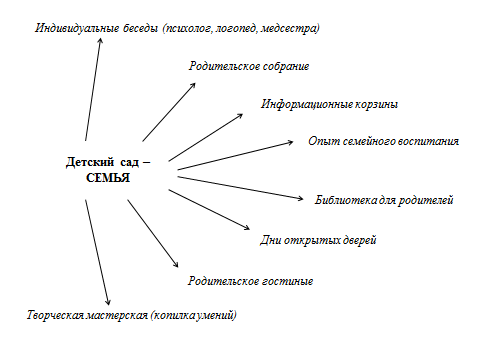 Индивидуальные беседы (психолог, логопед, медсестра)
Родительское собрание
Информационные корзины
Опыт семейного воспитания
Детский сад –
СЕМЬЯ
Библиотека для родителей
Дни открытых дверей
Родительское гостиные
Творческая мастерская (копилка умений)